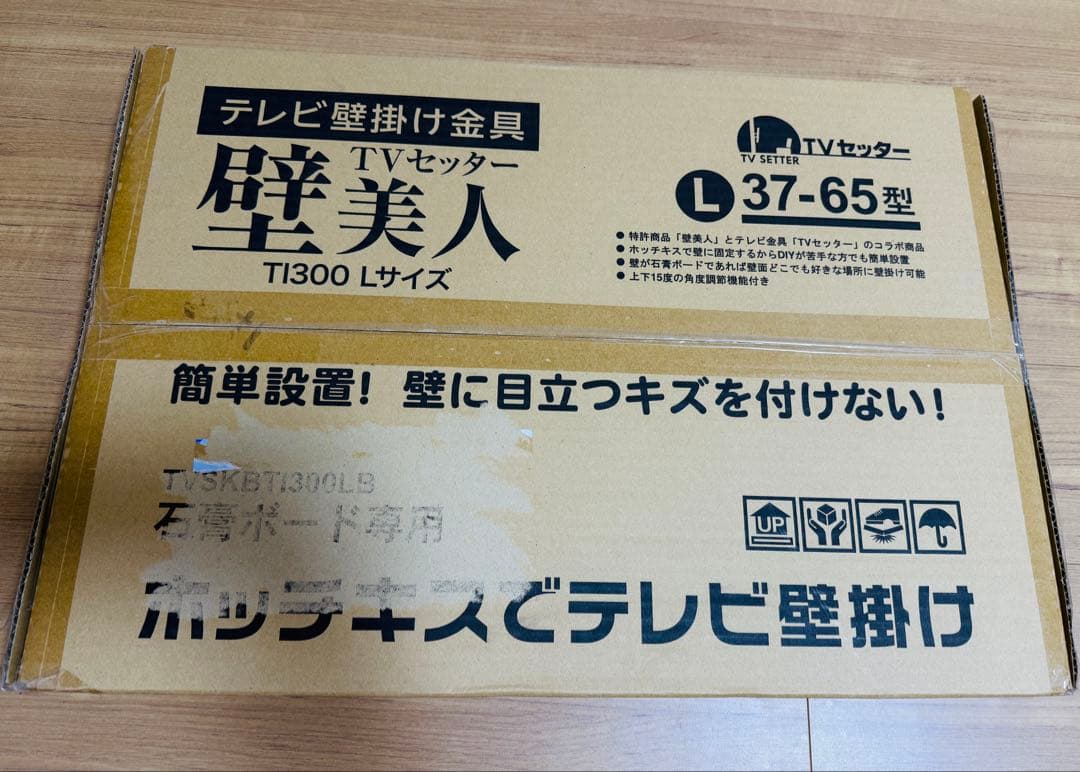 テレビ壁掛け金具
TVセッター
壁美人
TI300 Lサイズ
TV SETTER
TVセッター
L 37-65型
● 特許商品「壁美人」とテレビ金具「TVセッター」のコラボ商品
● ホッチキスで壁に固定するからDIYが苦手な方でも簡単設置
● 壁が石膏ボードであれば壁面どこでも好きな場所に壁掛け可能
● 上下15度の角度調節機能付き
簡単設置! 壁に目立つキズを付けない!
TVSKBTI300LB
石膏ボード専用
UP
ホッチキスでテレビ壁掛け